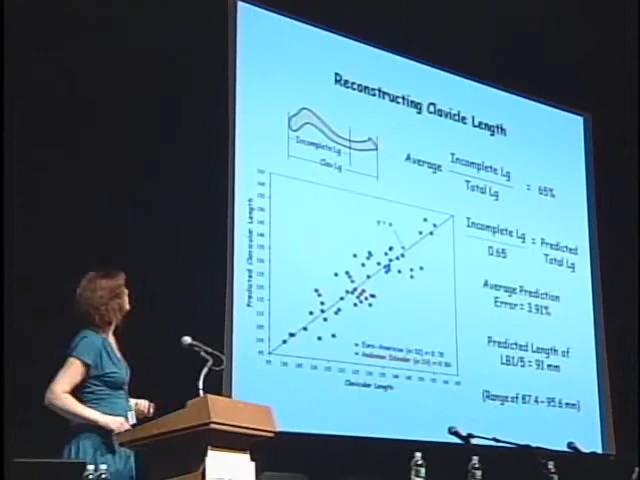 Reconstructing Clavicle Length
Incomplete Lg
Clav Lg
Average Incomplete Lg
Total Lg
= 65%
Incomplete Lg = Predicted
0.65 Total Lg
Average Prediction
Error = 3.91%
Predicted Length of
LB1/5 = 91 mm
(Range of 87.4 – 95.6 mm)
Predicted Clavicular Length
Clavicular Length